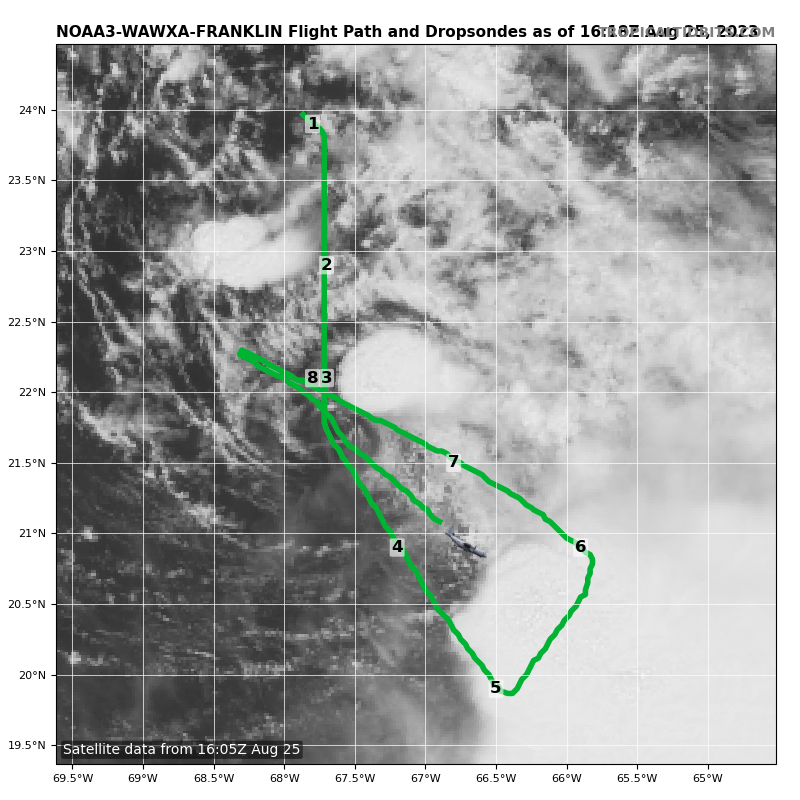 NOAA3-WAWXA-FRANKLIN Flight Path and Dropsondes as of 16:18Z Aug 25, 2023
TROPICALTIDBITS.COM
24°N
1
23.5°N
23°N
2
22.5°N
22°N
8 3
21.5°N
7
21°N
4
6
20.5°N
20°N
5
19.5°N
Satellite data from 16:05Z Aug 25
69.5°W 69°W 68.5°W 68°W 67.5°W 67°W 66.5°W 66°W 65.5°W 65°W